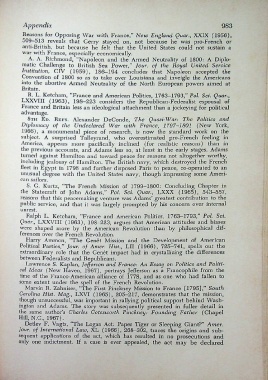 Appendix 983
Reasons for Opposing War with France," New England Quar., XXIX (1956),
509-513 reveals that Gerry stayed on, not because he was pro-French or
anti-British, but because he felt that the United States could not sustain a
war with France, especially economically.
A. A. Richmond, "Napoleon and the Armed Neutrality of 1800: A Diplo-
matic Challenge to British Sea Power," Jour. of the Royal United Service
Institution, CIV (1959), 186-194 concludes that Napoleon accepted the
Convention of 1800 so as to take over Louisiana and inveigle the Americans
into the abortive Armed Neutrality of the North European powers aimed at
Britain.
R. L. Ketcham, "France and American Politics, 1763-1793," Pol. Sci. Quar.,
LXXVIII (1963), 198-223 considers the Republican-Federalist espousal of
France and Britain less an ideological attachment than a jockeying for political
advantage.
See De Alexander DeConde, The Quasi-War: The Politics and
Diplomacy of the Undeclared War with France, 1797-1801 (New York,
1966), a monumental piece of research, is now the standard work on the
subject. A surprised Talleyrand, who overestimated pro-French feeling in
America, appears more pacifically inclined (for realistic reasons) than in
the previous accounts, and Adams less so, at least in the early stages. Adams
turned against Hamilton and toward peace for reasons not altogether worthy,
including jealousy of Hamilton. The British navy, which destroyed the French
fleet in Egypt in 1798 and further disposed Paris to peace, co-operated to an
unusual degree with the United States navy, though impressing some Ameri-
can sailors.
S. G. Kurtz, "The French Mission of 1799-1800: Concluding Chapter in
the Statecraft of John Adams," Pol. Sci. Quar., LXXX (1965), 543-557,
reasons that this peacemaking venture was Adams' greatest contribution to the
public service, and that it was largely prompted by his concern over internal
unrest.
Ralph L. Ketcham, "France and American Politics, 1763-1793," Pol. Sci.
Quar., LXXVIII (1963), 198-223, argues that American attitudes and biases
were shaped more by the American Revolution than by philosophical dif-
ferences over the French Revolution.
Harry Ammon, "The Genêt Mission and the Development of American
Political Parties," Jour. of Amer. Hist., LII (1966), 725-741, spells out the
extraordinary role that the Genêt impact had in crystallising the differences
between Federalists and Republicans.
Lawrence S. Kaplan, Jefferson and France: An Essay on Politics and Politi-
cal Ideas (New Haven, 1967), portrays Jefferson as a Francophile from the
time of the Franco-American alliance of 1778, and as one who had fallen to
some extent under the spell of the French Revolution.
Marvin R. Zahniser, "The First Pinckney Mission to France [1796]," South
Carolina Hist. Mag., LXVI (1965), 205-217, demonstrates that the mission,
though unsuccessful, was important in rallying political support behind Wash-
ington and Adams. The story was subsequently presented in fuller detail in
the same author's Charles Cotesworth Pinckney: Founding Father (Chapel
Hill, N.C., 1967).
Detlev F. Vagts, "The Logan Act: Paper Tiger or Sleeping Giant?" Amer.
Jour. of International Law, XL (1966), 268-302, traces the origins and sub-
sequent applications of the act, which has resulted in no prosecutions and
only one indictment. If a case is ever appealed, the act may be declared